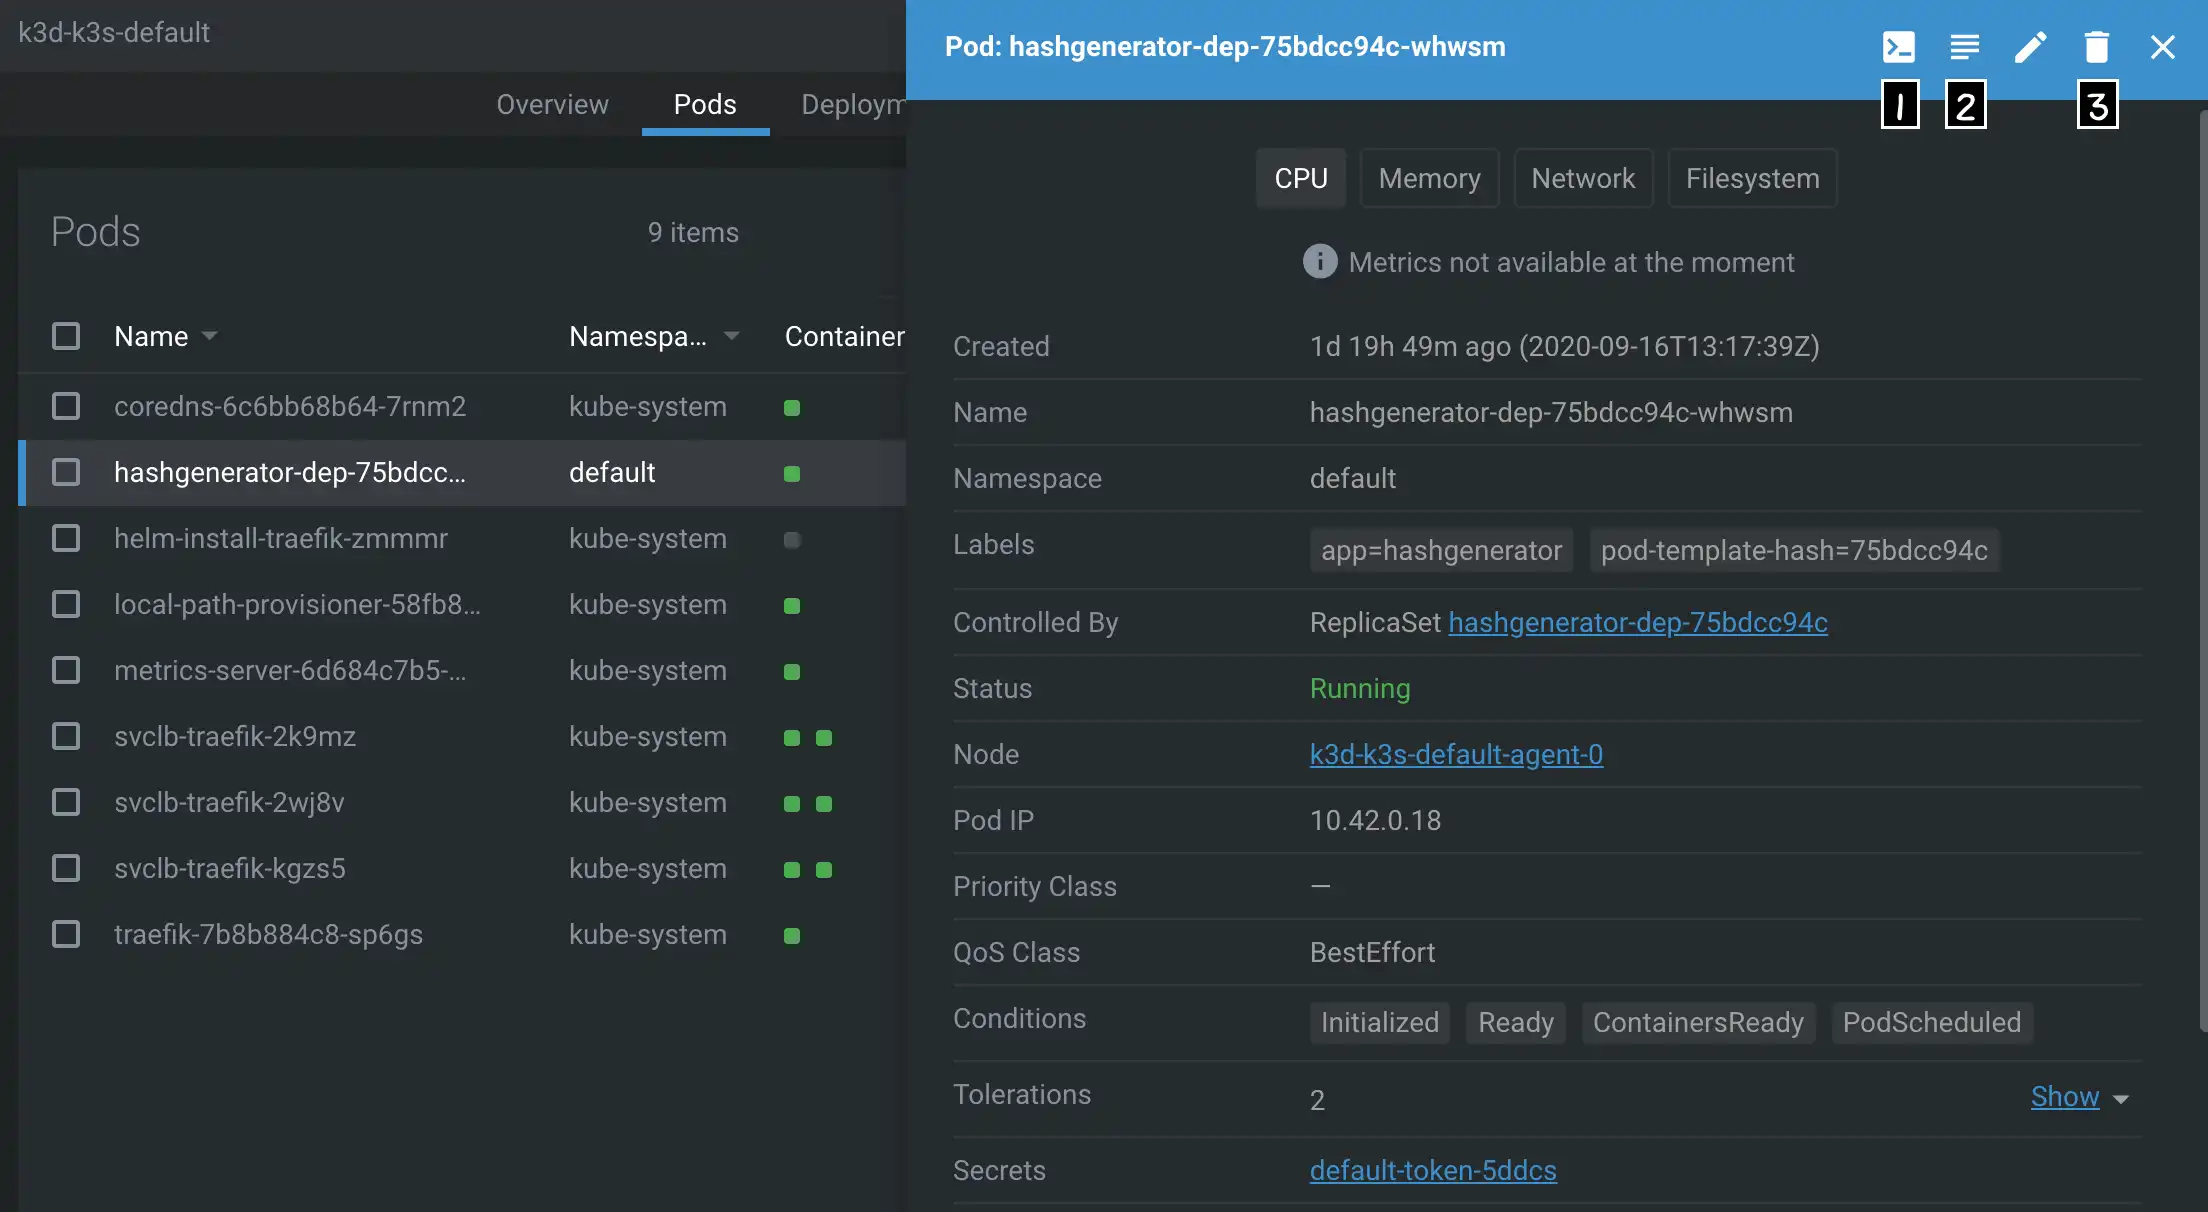 k3d-k3s-default
Pod: hashgenerator-dep-75bdcc94c-whwsm
1 2 3
Overview Pods Deploym
CPU Memory Network Filesystem
Pods 9 items
Metrics not available at the moment
Name Namespa... Container
coredns-6c6bb68b64-7rnm2 kube-system
hashgenerator-dep-75bdcc... default
helm-install-traefik-zmmmr kube-system
local-path-provisioner-58fb8... kube-system
metrics-server-6d684c7b5-... kube-system
svclb-traefik-2k9mz kube-system
svclb-traefik-2wj8v kube-system
svclb-traefik-kgzs5 kube-system
traefik-7b8b884c8-sp6gs kube-system
Created 1d 19h 49m ago (2020-09-16T13:17:39Z)
Name hashgenerator-dep-75bdcc94c-whwsm
Namespace default
Labels app=hashgenerator pod-template-hash=75bdcc94c
Controlled By ReplicaSet hashgenerator-dep-75bdcc94c
Status Running
Node k3d-k3s-default-agent-0
Pod IP 10.42.0.18
Priority Class —
QoS Class BestEffort
Conditions Initialized Ready ContainersReady PodScheduled
Tolerations 2 Show
Secrets default-token-5ddcs